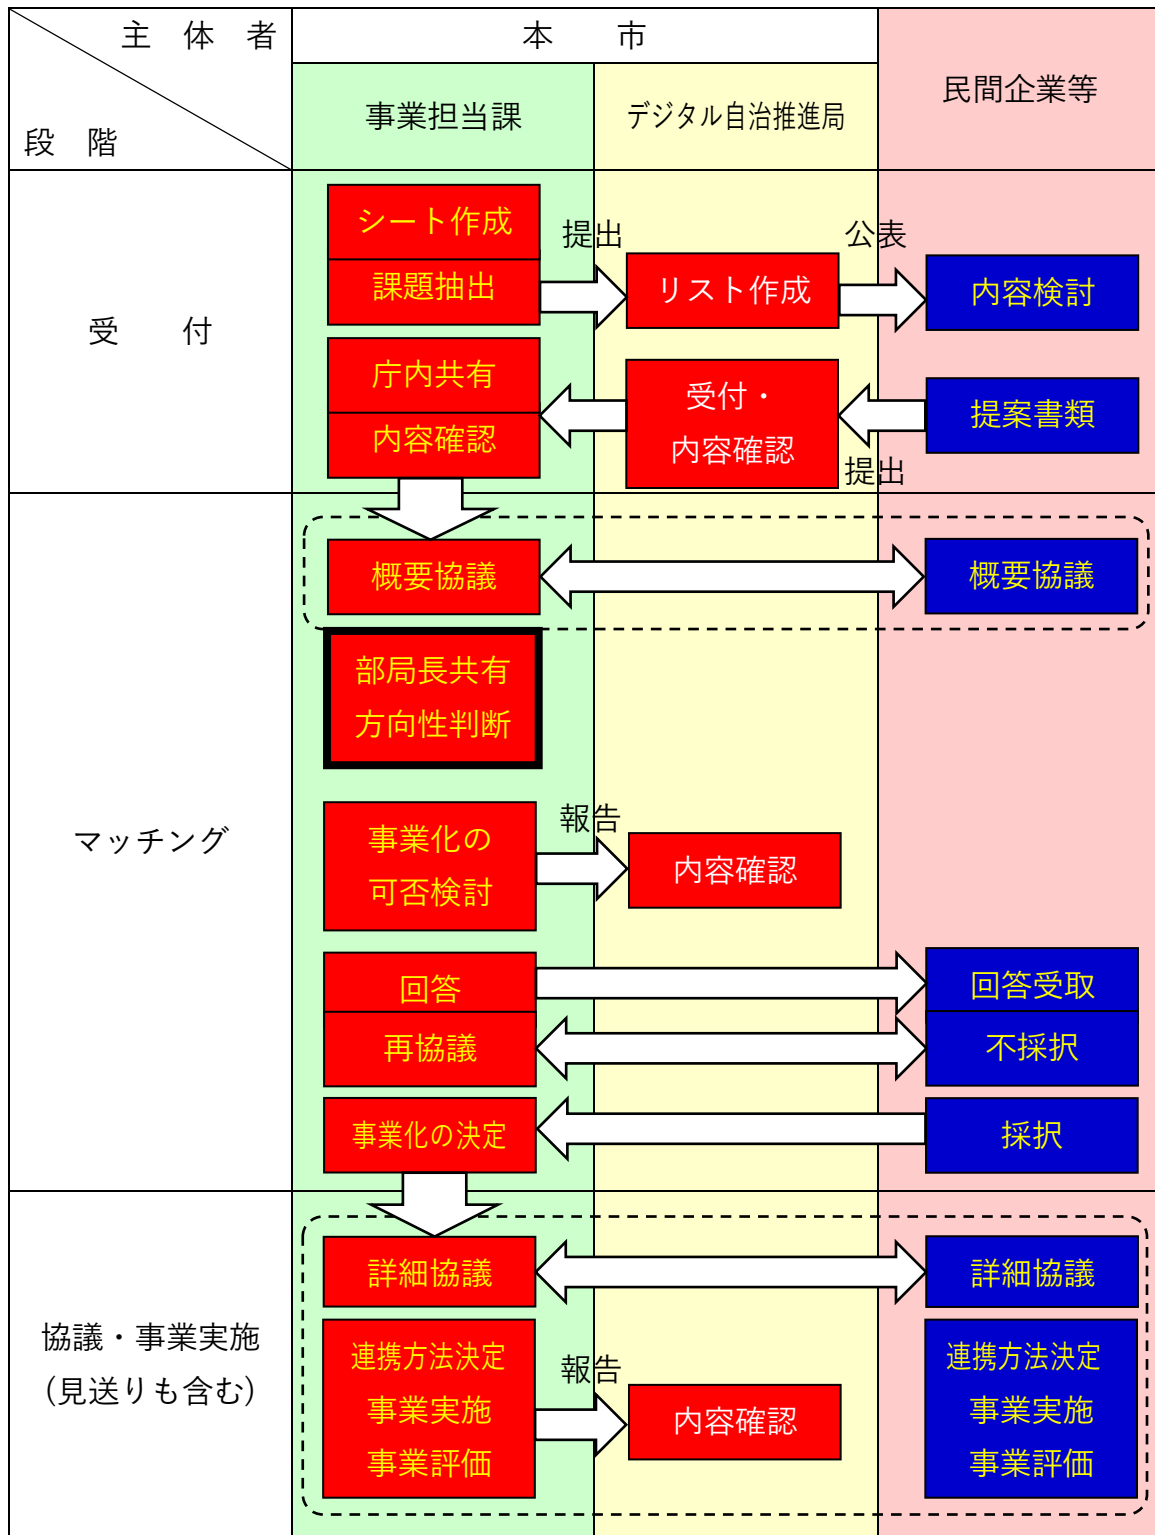 主　体　者
段　階
本　　市
事業担当課
デジタル自治推進局
民間企業等
受　　付
シート作成
課題抽出
提出
リスト作成
公表
内容検討
庁内共有
内容確認
受付・
内容確認
提出
提案書類
マッチング
概要協議
概要協議
部局長共有
方向性判断
事業化の
可否検討
報告
内容確認
回答
回答受取
再協議
不採択
事業化の決定
採択
協議・事業実施
（見送りも含む）
詳細協議
詳細協議
連携方法決定
事業実施
事業評価
報告
内容確認
連携方法決定
事業実施
事業評価